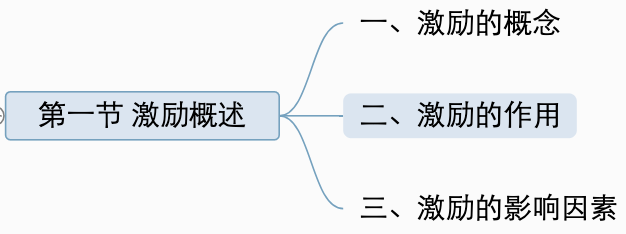 一、激励的概念
第一节 激励概述
二、激励的作用
三、激励的影响因素